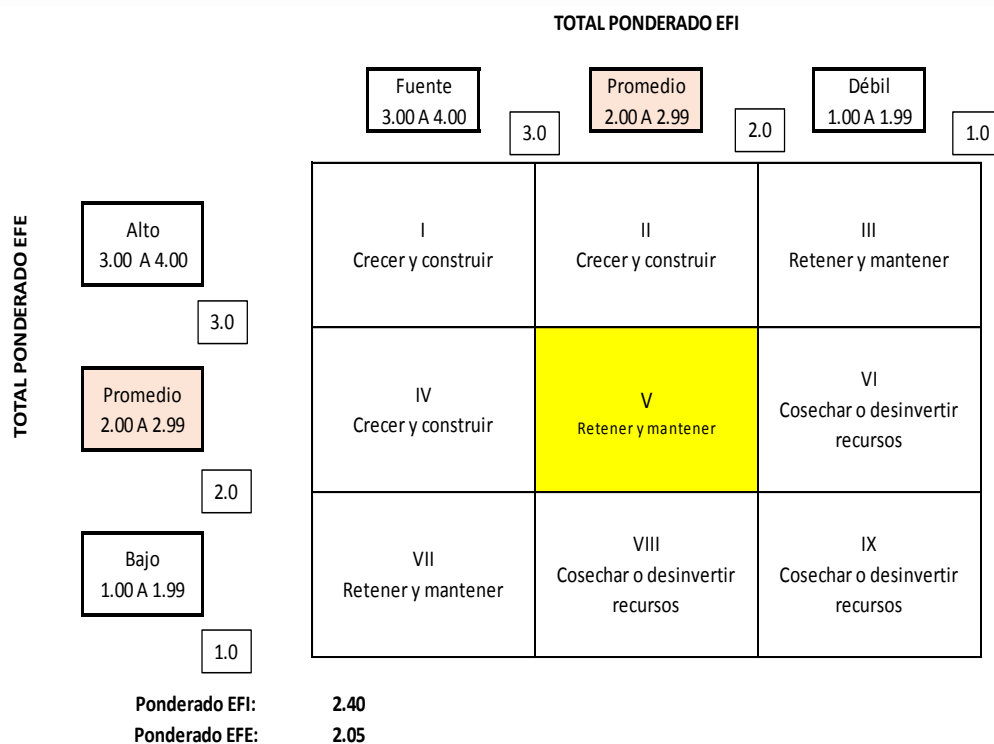 TOTAL PONDERADO EFI
Fuente
3.00 A 4.00
3.0
Promedio
2.00 A 2.99
2.0
Débil
1.00 A 1.99
1.0
TOTAL PONDERADO EFE
Alto
3.00 A 4.00
3.0
I
Crecer y construir
II
Crecer y construir
III
Retener y mantener
Promedio
2.00 A 2.99
2.0
IV
Crecer y construir
V
Retener y mantener
VI
Cosechar o desinvertir
recursos
Bajo
1.00 A 1.99
1.0
VII
Retener y mantener
VIII
Cosechar o desinvertir
recursos
IX
Cosechar o desinvertir
recursos
Ponderado EFI: 2.40
Ponderado EFE: 2.05